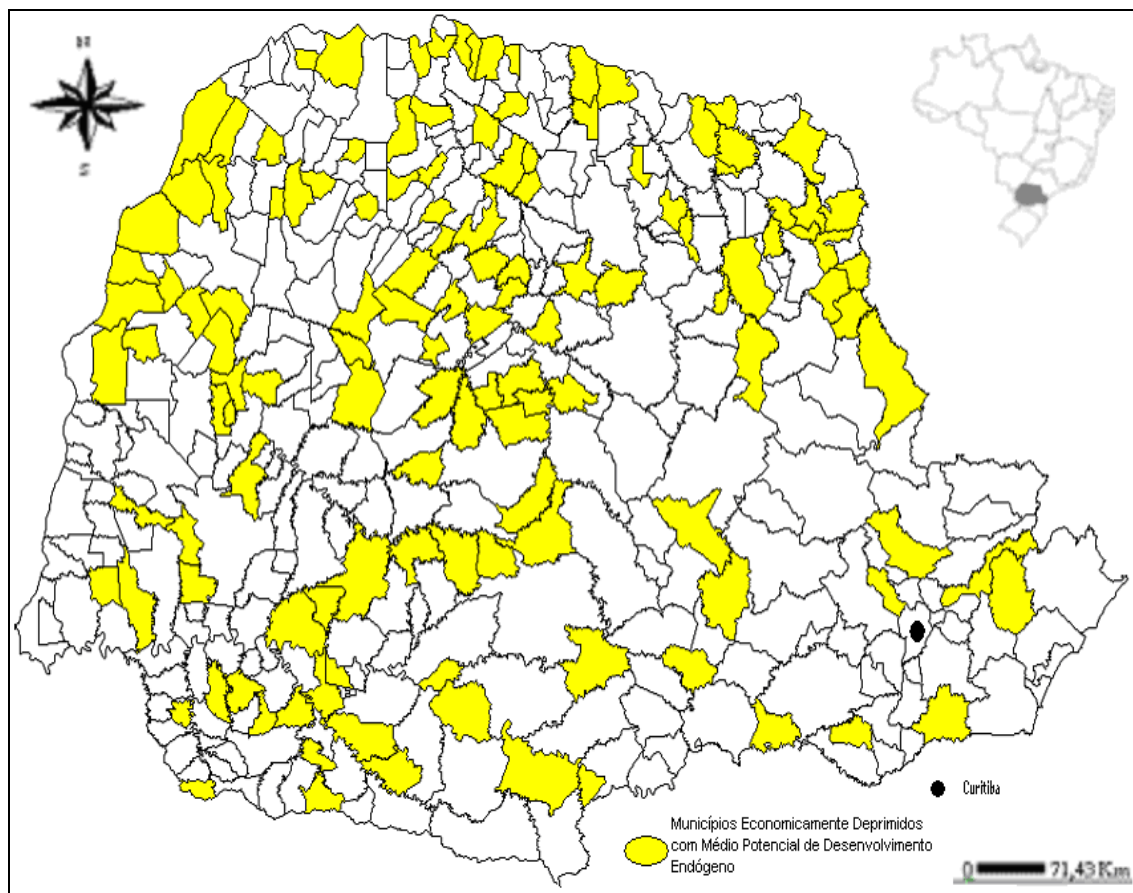 N
S
Curitiba
Municípios Economicamente Deprimidos
com Médio Potencial de Desenvolvimento
Endógeno
0 71,43 Km